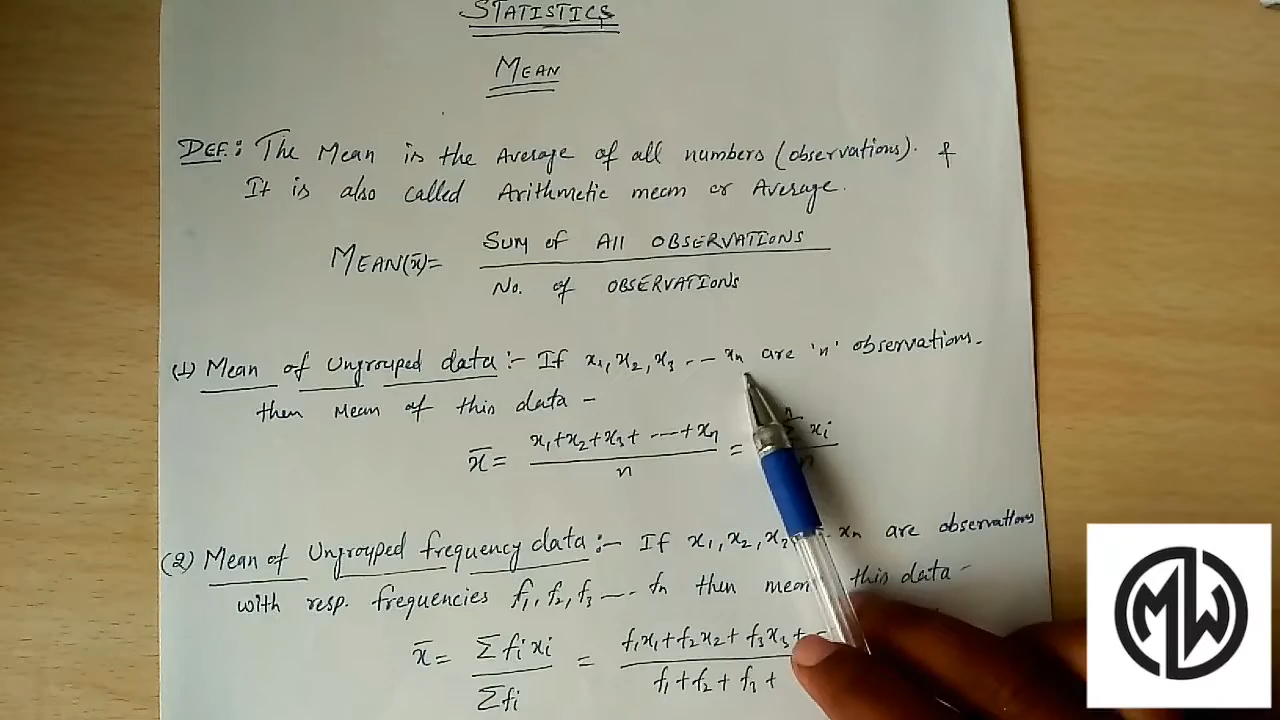 STATISTICS
MEAN
DEF: The Mean is the Average of all numbers (observations). &
It is also called Arithmetic mean or Average.
MEAN(x̄) = SUM of All OBSERVATIONS
No. of OBSERVATIONS
(1) Mean of Ungrouped data :- If x₁, x₂, x₃ --- xₙ are 'n' observations.
then Mean of this data -
x̄ = x₁+x₂+x₃+ ---+xₙ / n = xᵢ / n
(2) Mean of Ungrouped frequency data :- If x₁, x₂, x₃ - xₙ are observations
with resp. frequencies f₁, f₂, f₃ --- fₙ then mean this data -
x̄ = Σfᵢxᵢ / Σfᵢ = f₁x₁+f₂x₂+f₃x₃+ / f₁+f₂+f₃+
MW